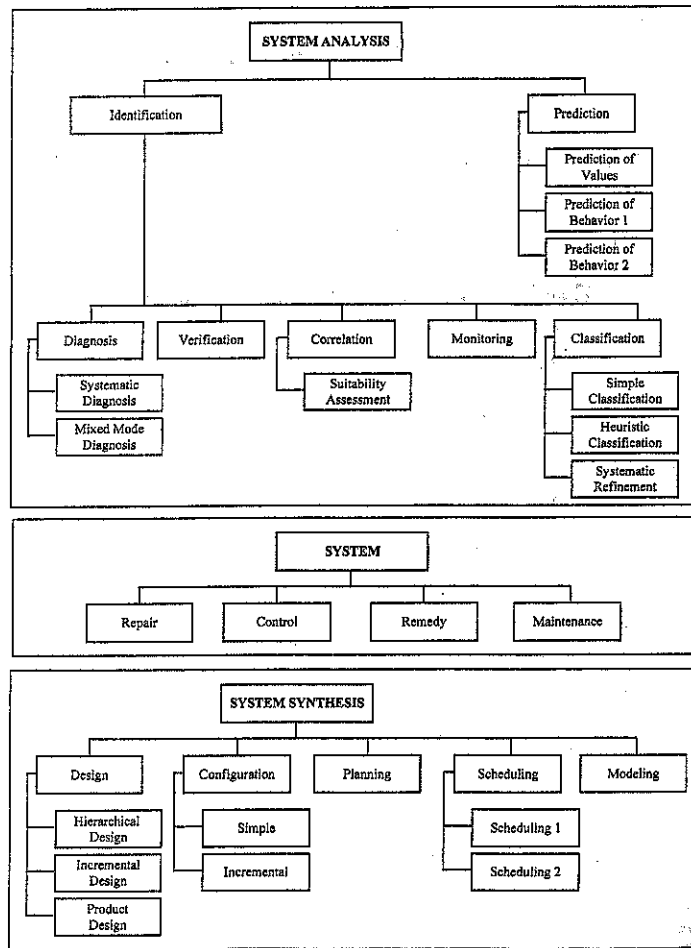 SYSTEM ANALYSIS
Identification
Prediction
Prediction of
Values
Prediction of
Behavior 1
Prediction of
Behavior 2
Diagnosis
Verification
Correlation
Monitoring
Classification
Systematic
Diagnosis
Mixed Mode
Diagnosis
Suitability
Assessment
Simple
Classification
Heuristic
Classification
Systematic
Refinement
SYSTEM
Repair
Control
Remedy
Maintenance
SYSTEM SYNTHESIS
Design
Configuration
Planning
Scheduling
Modeling
Hierarchical
Design
Incremental
Design
Product
Design
Simple
Incremental
Scheduling 1
Scheduling 2